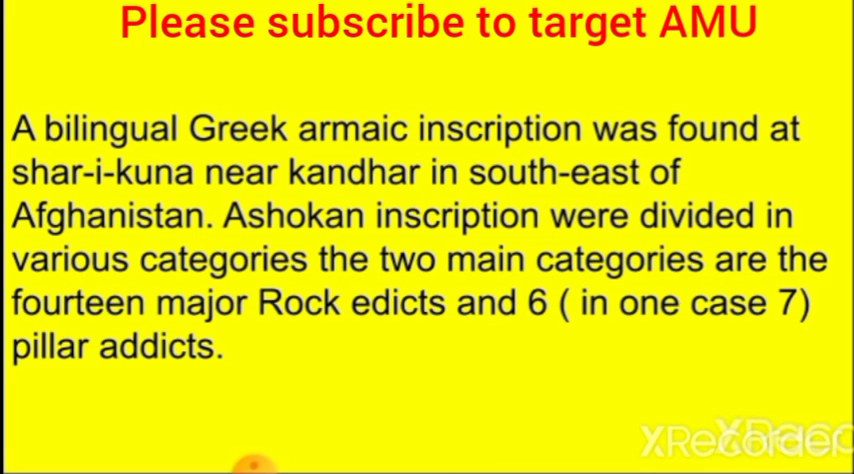 Please subscribe to target AMU
A bilingual Greek armaic inscription was found at
shar-i-kuna near kandhar in south-east of
Afghanistan. Ashokan inscription were divided in
various categories the two main categories are the
fourteen major Rock edicts and 6 ( in one case 7)
pillar addicts.
XRecorder